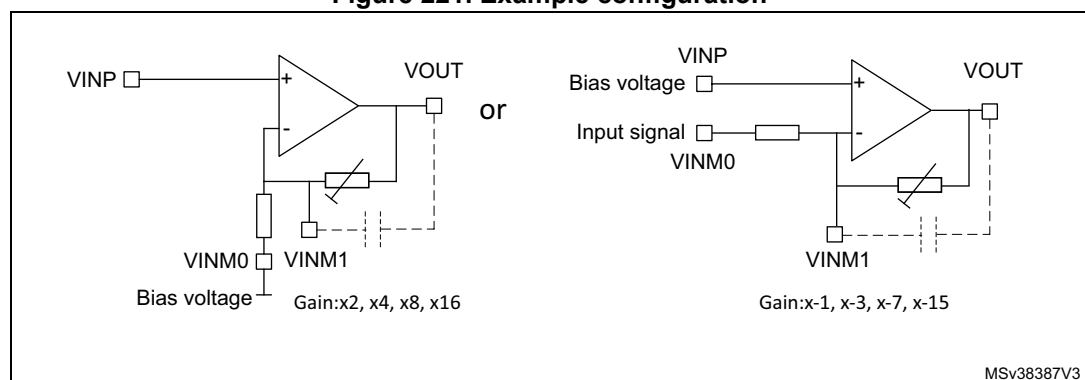 Figure 221. Example configuration
VINP
+
-
VOUT
VINM0
VINM1
Bias voltage
Gain:x2, x4, x8, x16
or
VINP
Bias voltage
Input signal
VINM0
+
-
VOUT
VINM1
Gain:x-1, x-3, x-7, x-15
MSv38387V3